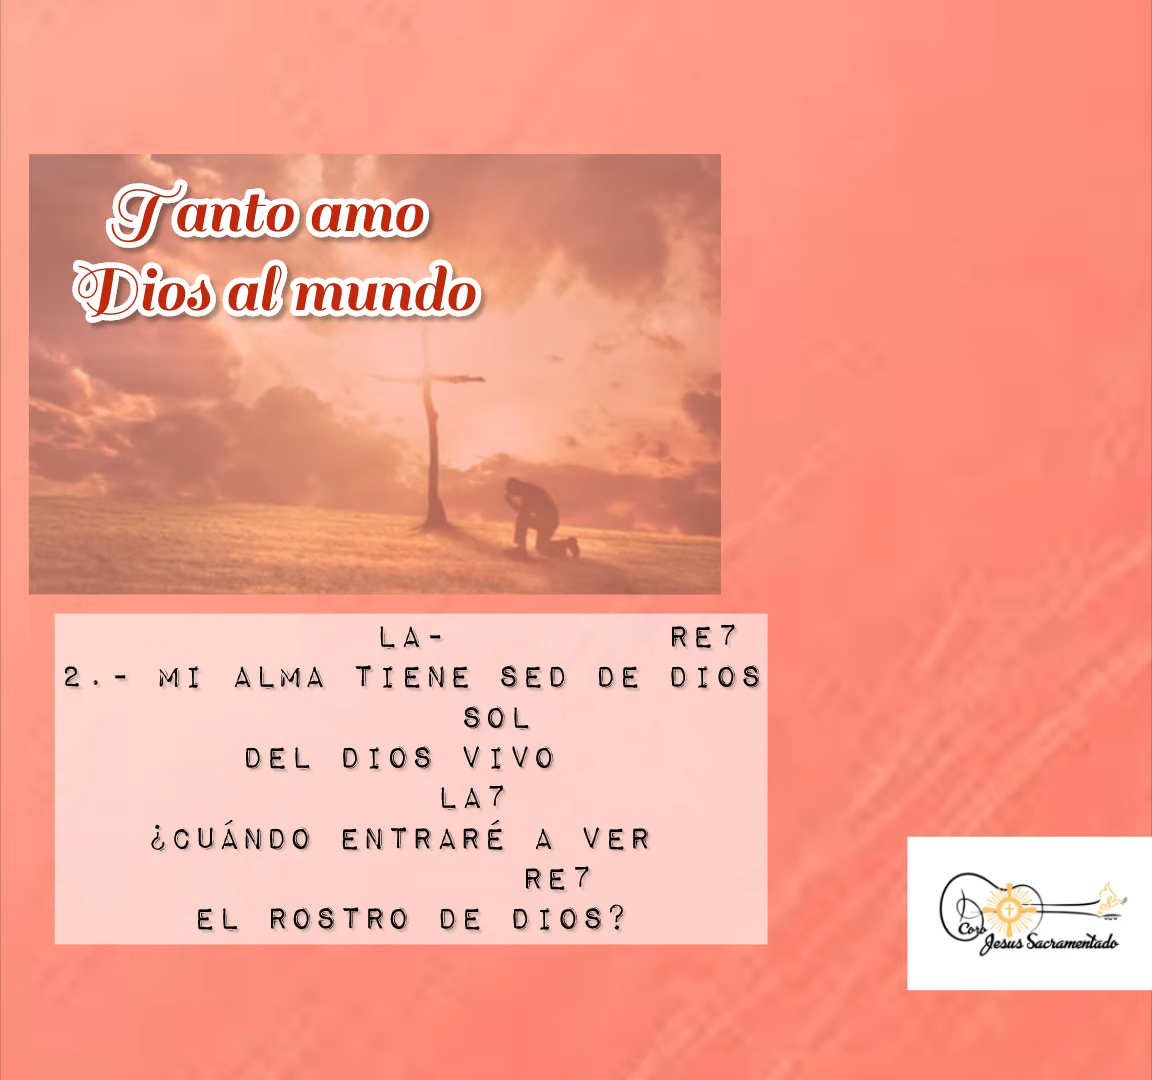 Tanto amo
Dios al mundo
LA- RE7
2.- MI ALMA TIENE SED DE DIOS
SOL
DEL DIOS VIVO
LA7
¿CUÁNDO ENTRARÉ A VER
RE7
EL ROSTRO DE DIOS?
Coro
Jesus Sacramentado